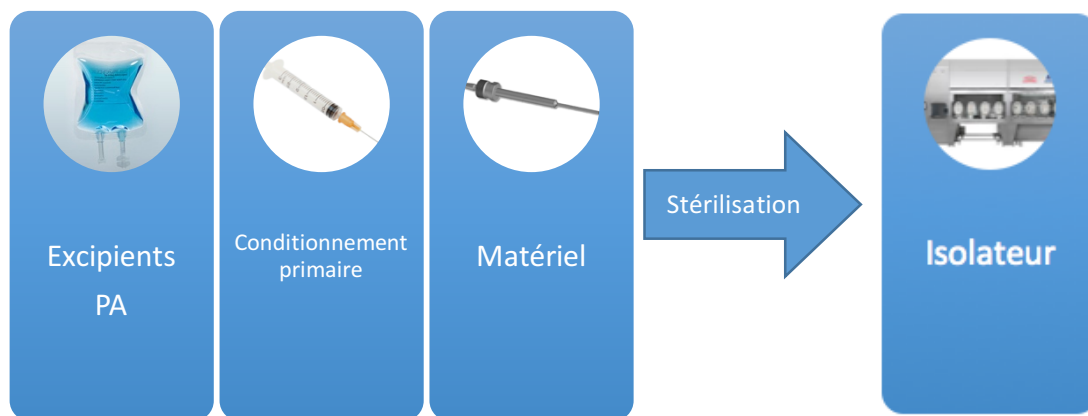 Excipients
PA
Conditionnement
primaire
Matériel
Stérilisation
Isolateur